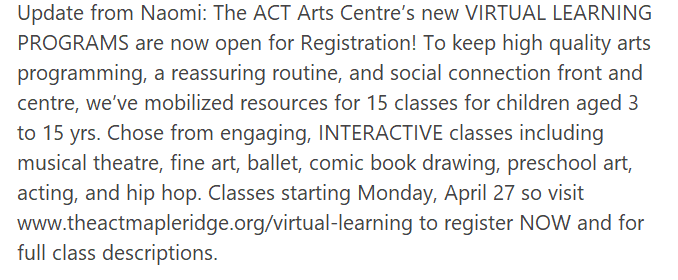 Update from Naomi: The ACT Arts Centre’s new VIRTUAL LEARNING
PROGRAMS are now open for Registration! To keep high quality arts
programming, a reassuring routine, and social connection front and
centre, we’ve mobilized resources for 15 classes for children aged 3
to 15 yrs. Chose from engaging, INTERACTIVE classes including
musical theatre, fine art, ballet, comic book drawing, preschool art,
acting, and hip hop. Classes starting Monday, April 27 so visit
www.theactmapleridge.org/virtual-learning to register NOW and for
full class descriptions.